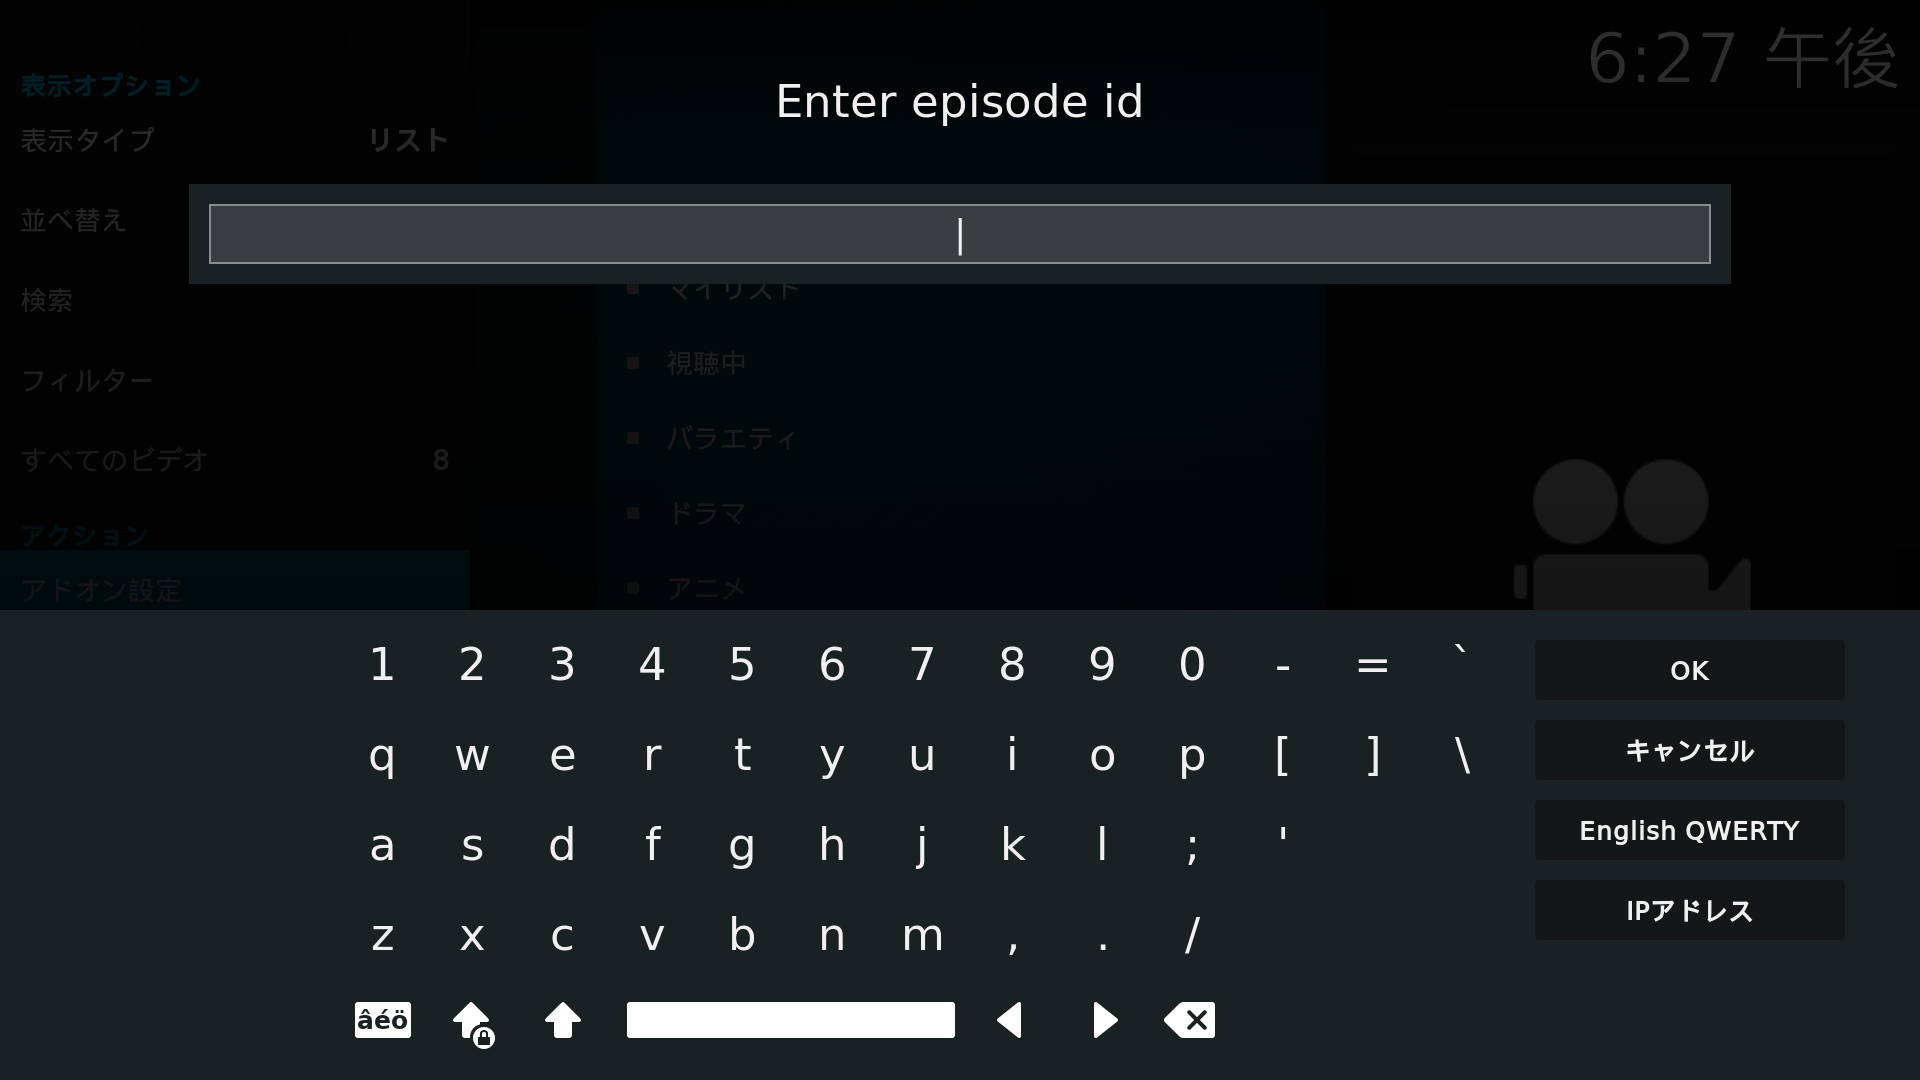 6:27 午後
表示オプション
Enter episode id
表示タイプ リスト
並べ替え
検索
マイリスト
視聴中
フィルター
バラエティ
すべてのビデオ 8
ドラマ
アクション
アニメ
アドオン設定
1 2 3 4 5 6 7 8 9 0 - = `
OK
q w e r t y u i o p [ ] \
キャンセル
a s d f g h j k l ; '
English QWERTY
z x c v b n m , . /
IPアドレス
âéö